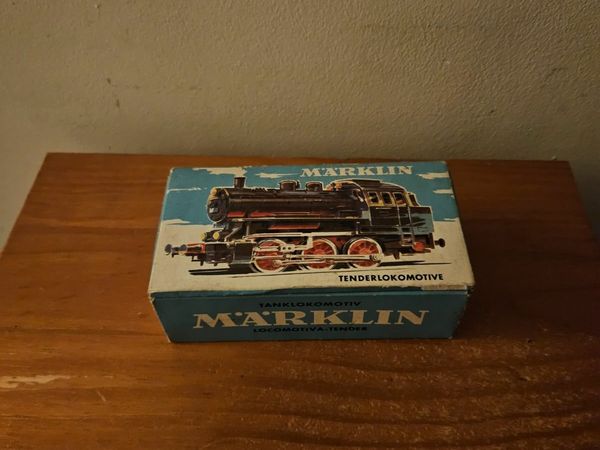 MÄRKLIN
TENDERLOKOMOTIVE
TANKLOKOMOTIV
MÄRKLIN
LOCOMOTIVA-TENDER